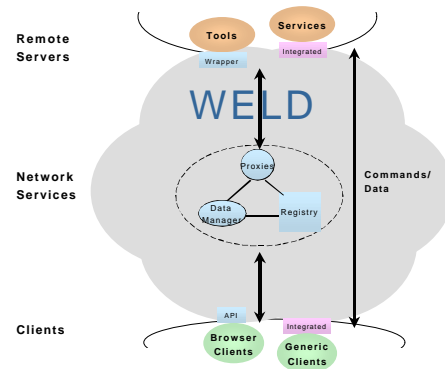 Remote
Servers
Tools
Services
Wrapper
Integrated
WELD
Network
Services
Proxies
Data
Manager
Registry
Commands/
Data
Clients
API
Integrated
Browser
Clients
Generic
Clients